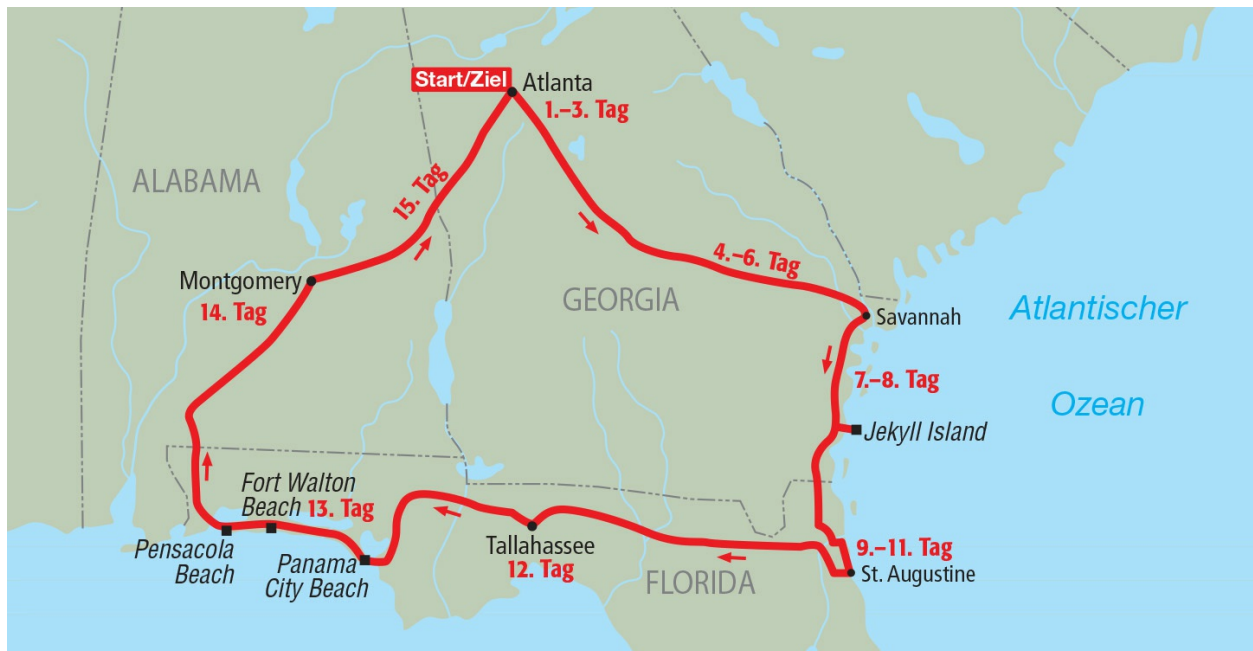 Start/Ziel
Atlanta
1.–3. Tag
ALABAMA
15. Tag
4.–6. Tag
Montgomery
14. Tag
GEORGIA
Savannah
Atlantischer
Ozean
7.–8. Tag
Jekyll Island
Fort Walton
Beach
13. Tag
Pensacola
Beach
Panama
City Beach
Tallahassee
12. Tag
FLORIDA
9.–11. Tag
St. Augustine